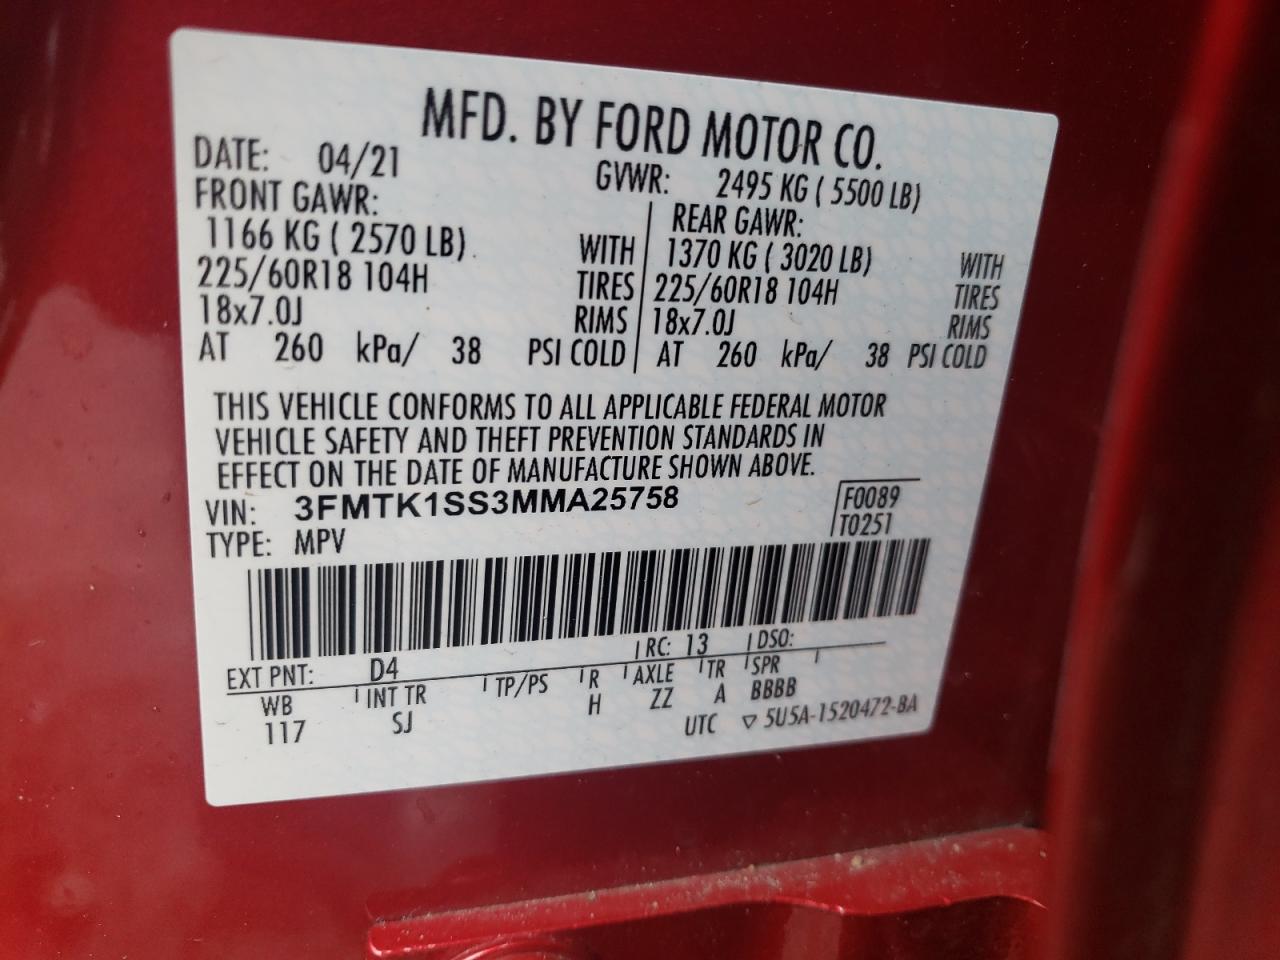 MFD. BY FORD MOTOR CO.
DATE: 04/21 GVWR: 2495 KG ( 5500 LB)
FRONT GAWR: REAR GAWR:
1166 KG ( 2570 LB) WITH 1370 KG ( 3020 LB) WITH
225/60R18 104H TIRES 225/60R18 104H TIRES
18x7.0J RIMS 18x7.0J RIMS
AT 260 kPa/ 38 PSI COLD AT 260 kPa/ 38 PSI COLD
THIS VEHICLE CONFORMS TO ALL APPLICABLE FEDERAL MOTOR
VEHICLE SAFETY AND THEFT PREVENTION STANDARDS IN
EFFECT ON THE DATE OF MANUFACTURE SHOWN ABOVE.
VIN: 3FMTK1SS3MMA25758 F0089
TYPE: MPV T0251
EXT PNT: D4 RC: 13 DSO:
WB INT TR TP/PS R AXLE TR SPR
117 SJ H ZZ A BBBB
UTC ▽ 5U5A-1520472-BA